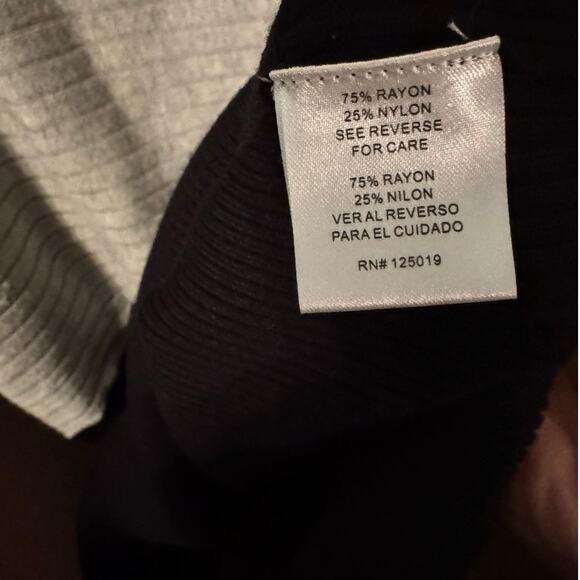 75% RAYON
25% NYLON
SEE REVERSE
FOR CARE
75% RAYON
25% NILON
VER AL REVERSO
PARA EL CUIDADO
RN# 125019